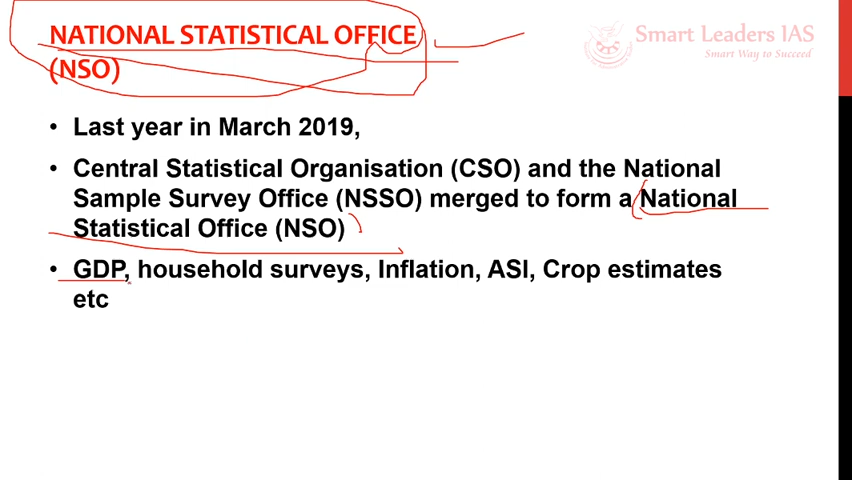 NATIONAL STATISTICAL OFFICE
(NSO)
Smart Leaders IAS
Smart Way to Succeed
• Last year in March 2019,
• Central Statistical Organisation (CSO) and the National
Sample Survey Office (NSSO) merged to form a National
Statistical Office (NSO)
• GDP, household surveys, Inflation, ASI, Crop estimates
etc